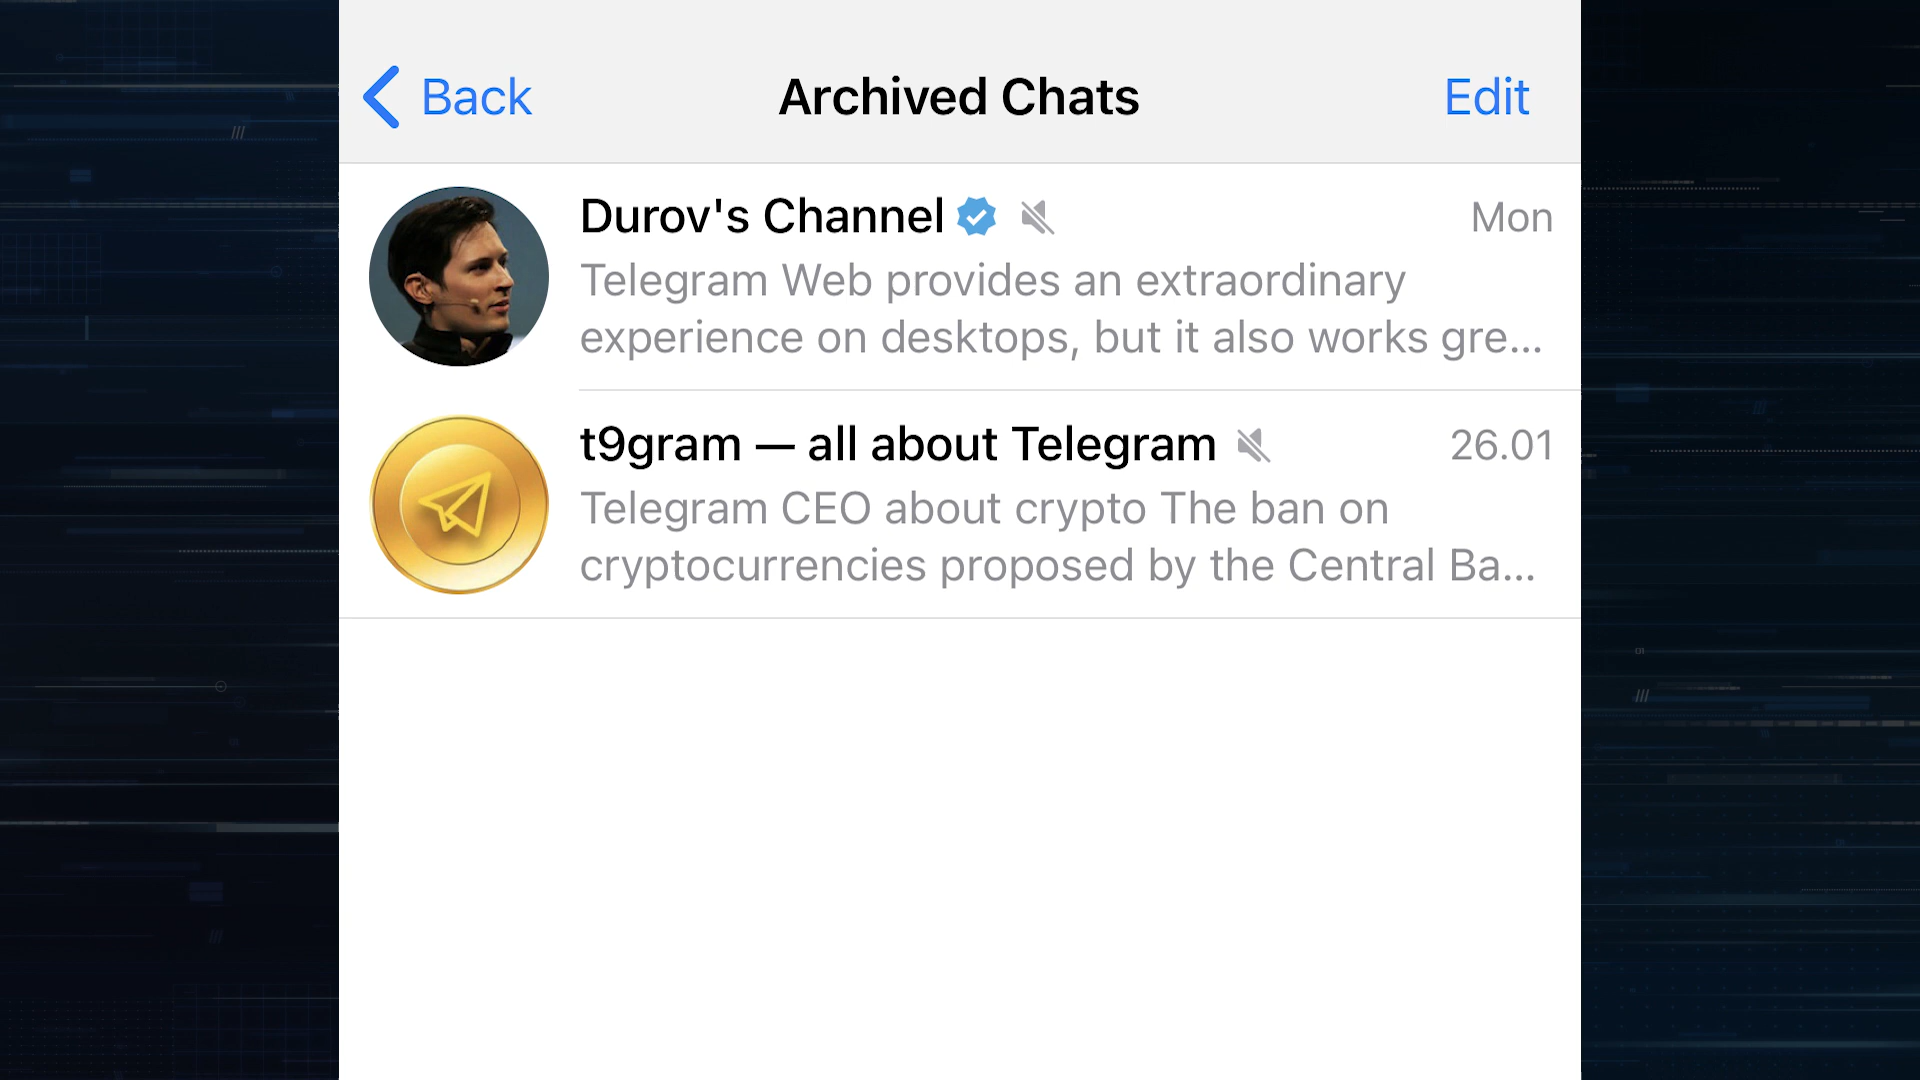 Back Archived Chats Edit
Durov's Channel Mon
Telegram Web provides an extraordinary
experience on desktops, but it also works gre...
t9gram — all about Telegram 26.01
Telegram CEO about crypto The ban on
cryptocurrencies proposed by the Central Ba...